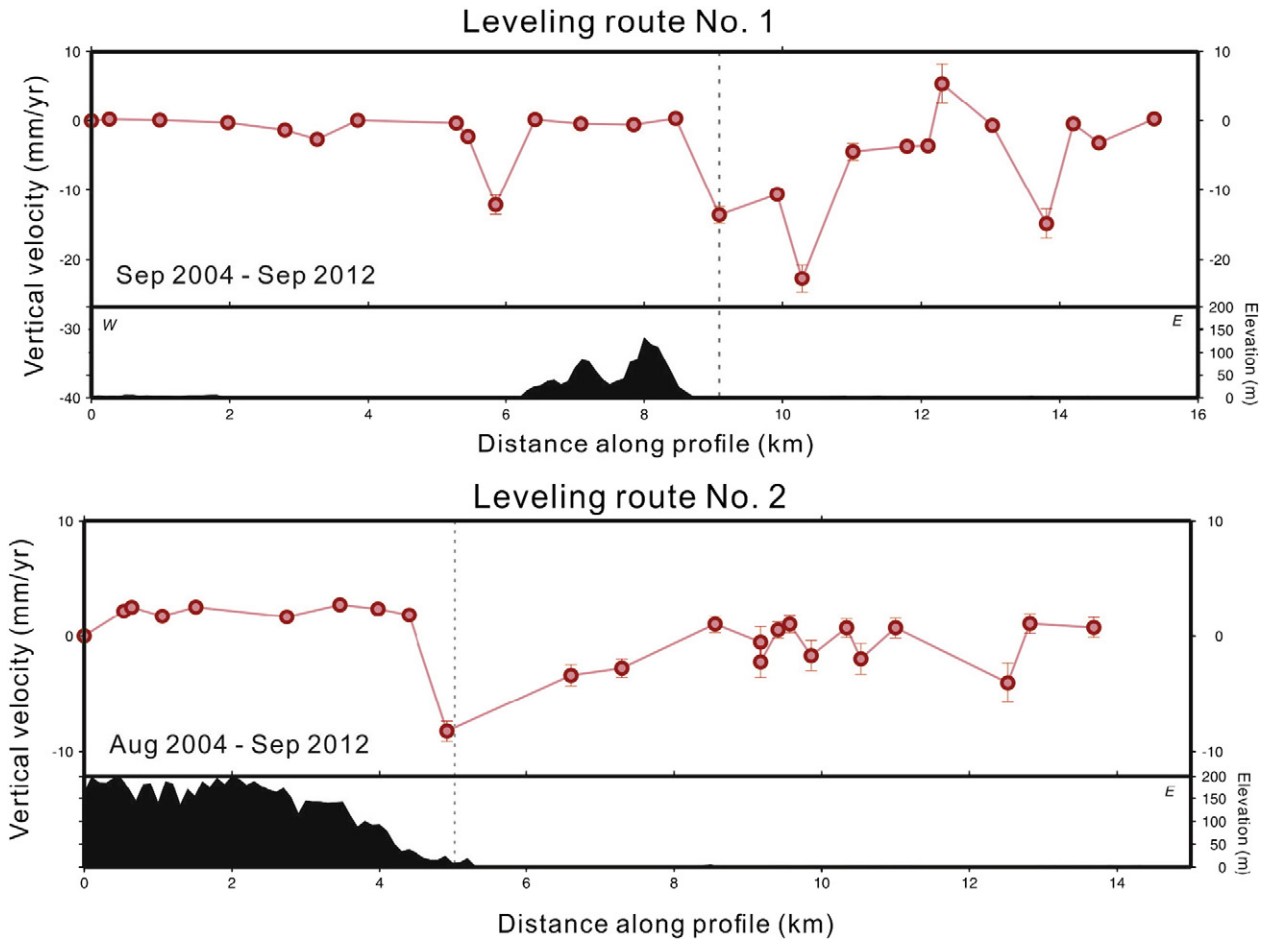 Leveling route No. 1
10
0
-10
-20
-30
-40
Vertical velocity (mm/yr)
10
0
-10
-20
Sep 2004 - Sep 2012
W
E
200
150
100
50
0
Elevation (m)
0 2 4 6 8 10 12 14 16
Distance along profile (km)
Leveling route No. 2
10
0
-10
Vertical velocity (mm/yr)
10
0
-10
Aug 2004 - Sep 2012
E
200
150
100
50
0
Elevation (m)
0 2 4 6 8 10 12 14
Distance along profile (km)